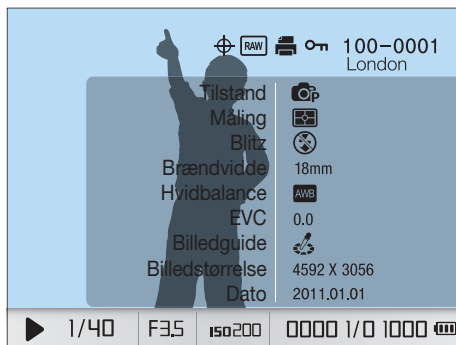 RAW 100-0001
London
Tilstand P
Måling
Blitz
Brændvidde 18mm
Hvidbalance AWB
EVC 0.0
Billedguide
Billedstørrelse 4592 X 3056
Dato 2011.01.01
1/40 F3.5 ISO200 0000 1/0 1000